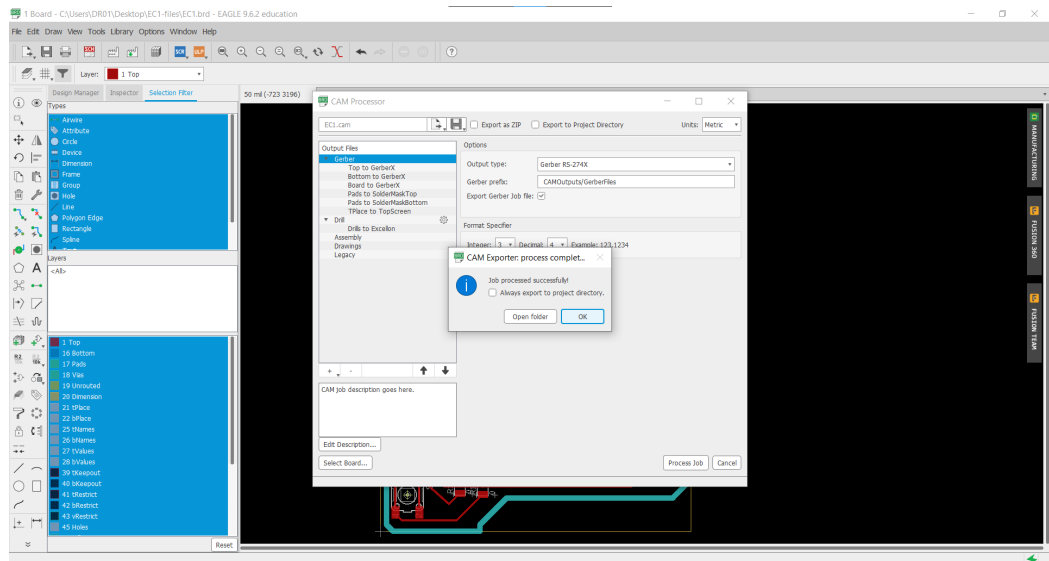 1 Board - C:\Users\DR01\Desktop\EC1-files\EC1.brd - EAGLE 9.6.2 education
File Edit Draw View Tools Library Options Window Help
SCH
SCR
ULP
Layer: 1 Top
Design Manager Inspector Selection Filter
50 mil (-723 3196)
Types
Airwire
Attribute
Circle
Device
Dimension
Frame
Group
Hole
Line
Polygon Edge
Rectangle
Spline
Layers
<All>
1 Top
16 Bottom
17 Pads
18 Vias
19 Unrouted
20 Dimension
21 tPlace
22 bPlace
25 tNames
26 bNames
27 tValues
28 bValues
39 tKeepout
40 bKeepout
41 tRestrict
42 bRestrict
43 vRestrict
45 Holes
Reset
CAM Processor
EC1.cam
Export as ZIP
Export to Project Directory
Units: Metric
Output Files
Gerber
Top to GerberX
Bottom to GerberX
Board to GerberX
Pads to SolderMaskTop
Pads to SolderMaskBottom
TPlace to TopScreen
Drill
Drills to Excellon
Assembly
Drawings
Legacy
Options
Output type: Gerber RS-274X
Gerber prefix: CAMOutputs/GerberFiles
Export Gerber Job file:
Format Specifier
Integer: 3 Decimal: 4 Example: 123.1234
CAM Exporter: process complet...
Job processed successfully!
Always export to project directory.
Open folder OK
CAM job description goes here.
Edit Description...
Select Board...
Process Job Cancel
MANUFACTURING
FUSION 360
FUSION TEAM